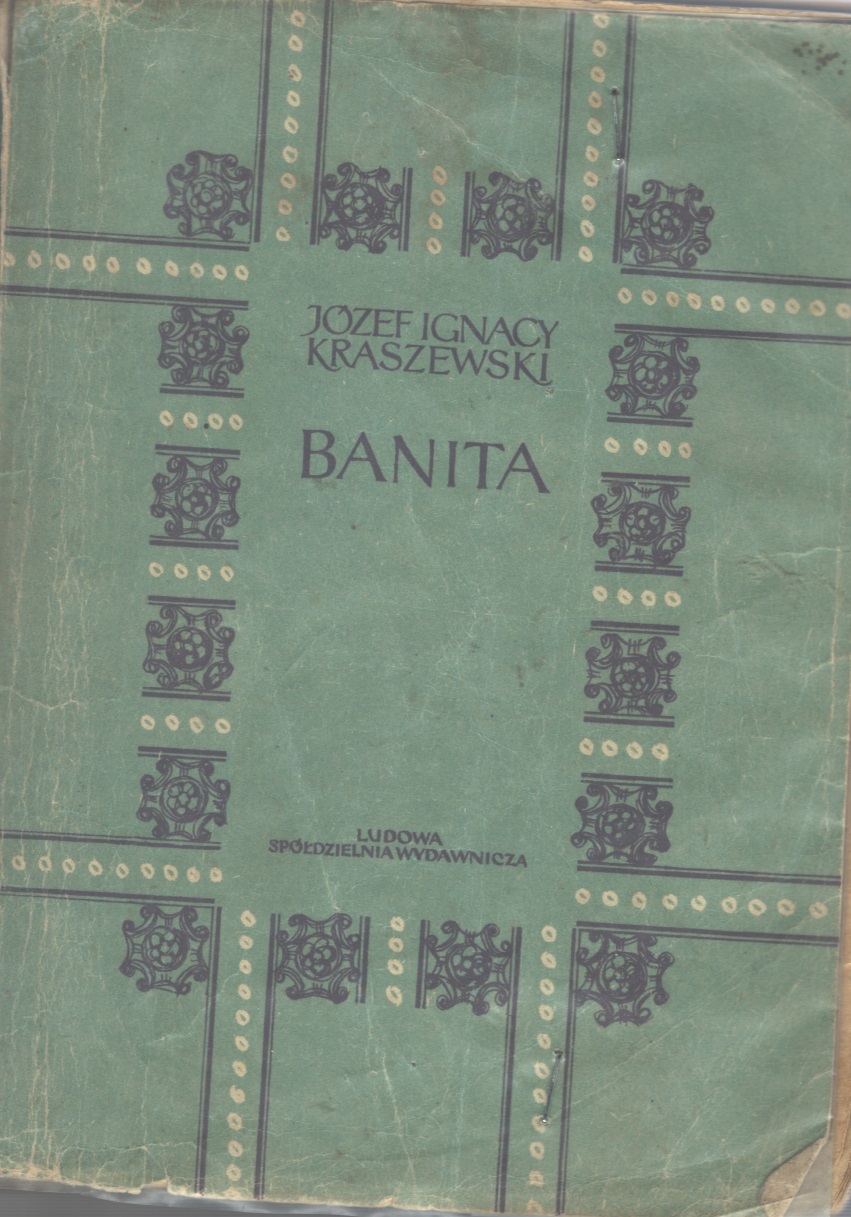 JÓZEF IGNACY
KRASZEWSKI
BANITA
LUDOWA
SPÓŁDZIELNIA WYDAWNICZA